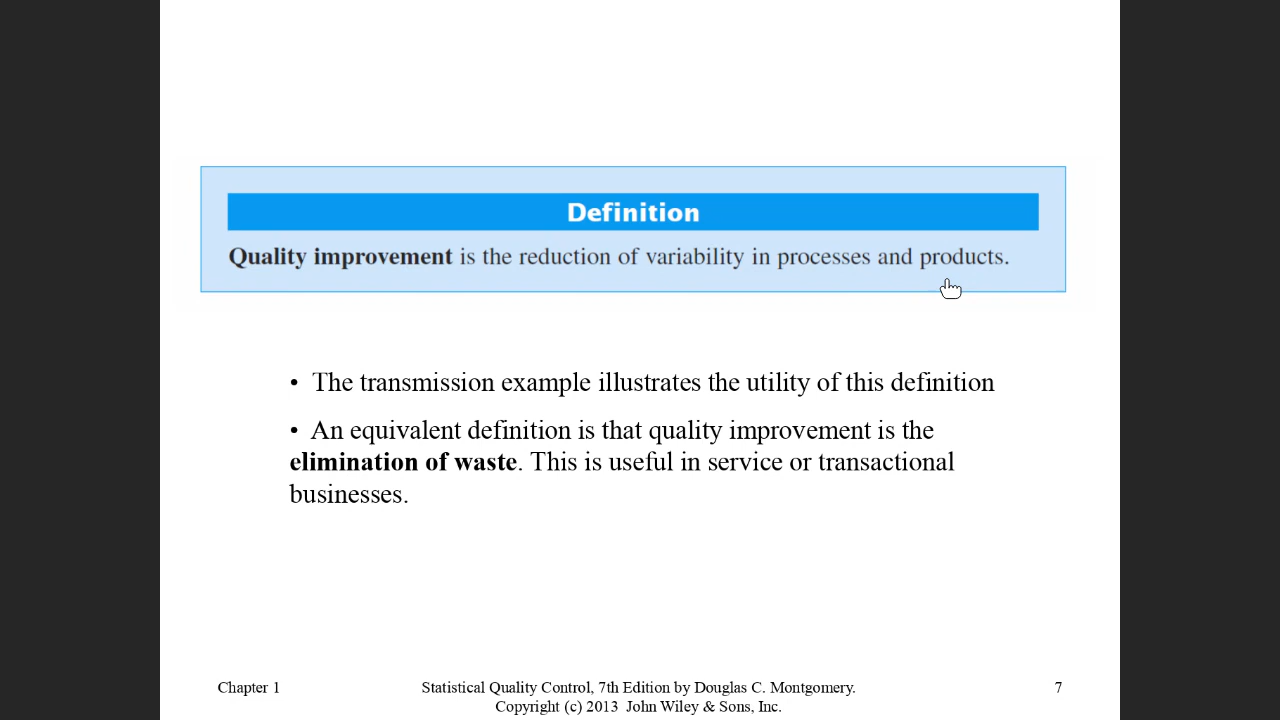 Definition
Quality improvement is the reduction of variability in processes and products.
• The transmission example illustrates the utility of this definition
• An equivalent definition is that quality improvement is the
elimination of waste. This is useful in service or transactional
businesses.
Chapter 1
Statistical Quality Control, 7th Edition by Douglas C. Montgomery.
Copyright (c) 2013 John Wiley & Sons, Inc.
7